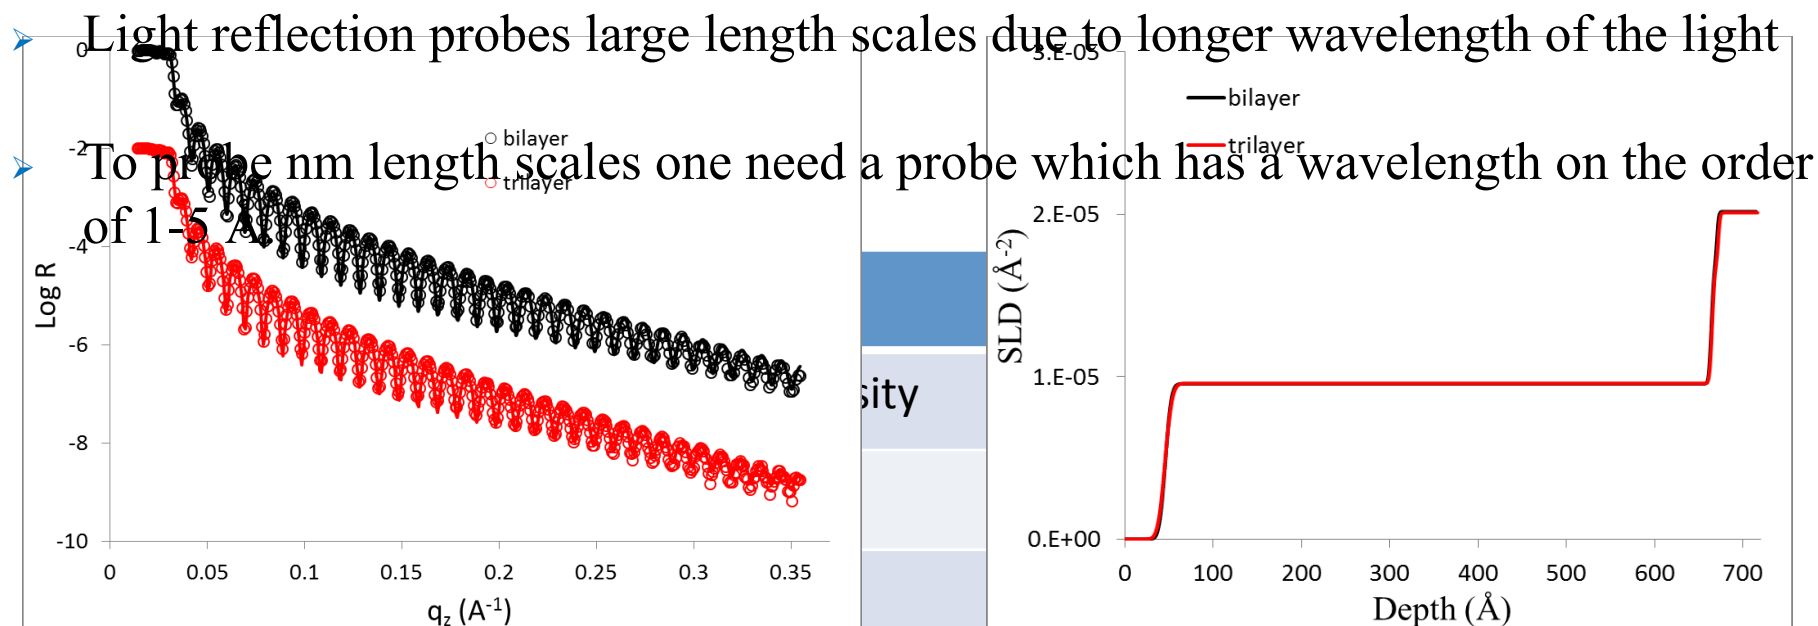 Light reflection probes large length scales due to longer wavelength of the light
To probe nm length scales one need a probe which has a wavelength on the order
of 1-5 A.
0
-2
-4
-6
-8
-10
Log R
bilayer
trilayer
0 0.05 0.1 0.15 0.2 0.25 0.3 0.35
qz (A-1)
sity
3.E-05
2.E-05
1.E-05
0.E+00
SLD (Å-2)
bilayer
trilayer
0 100 200 300 400 500 600 700
Depth (Å)